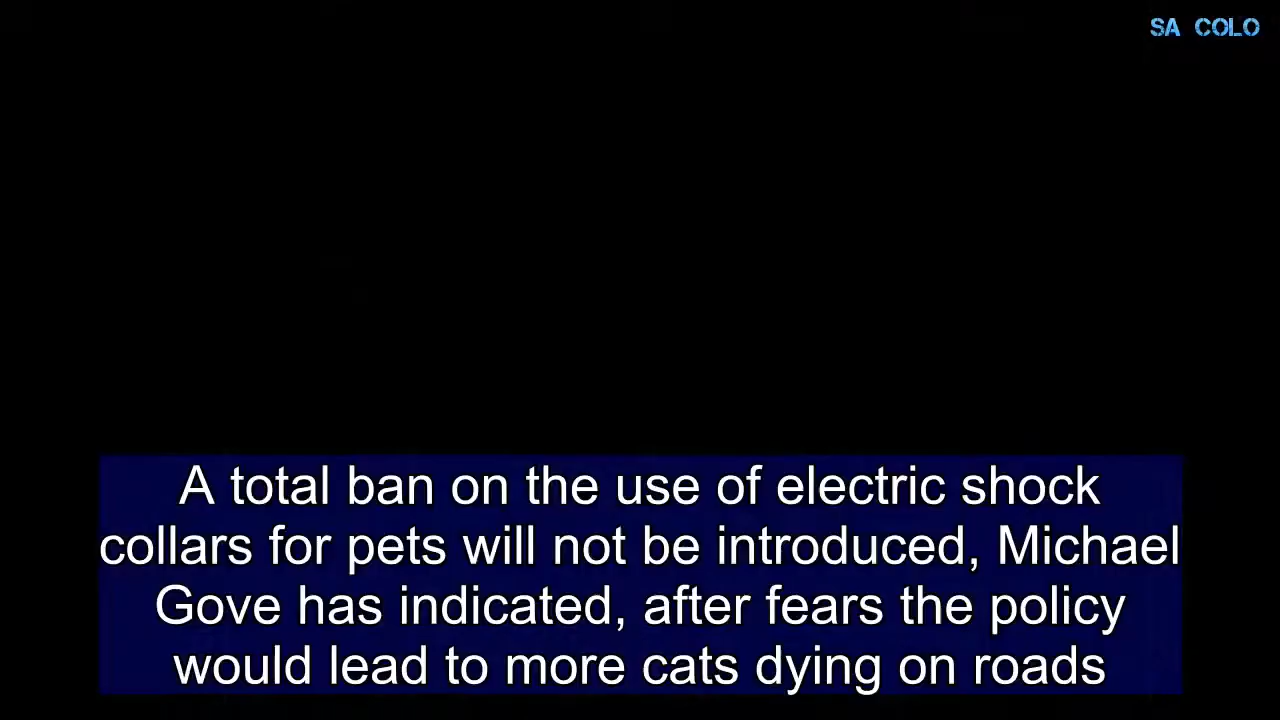 SA COLO
A total ban on the use of electric shock
collars for pets will not be introduced, Michael
Gove has indicated, after fears the policy
would lead to more cats dying on roads